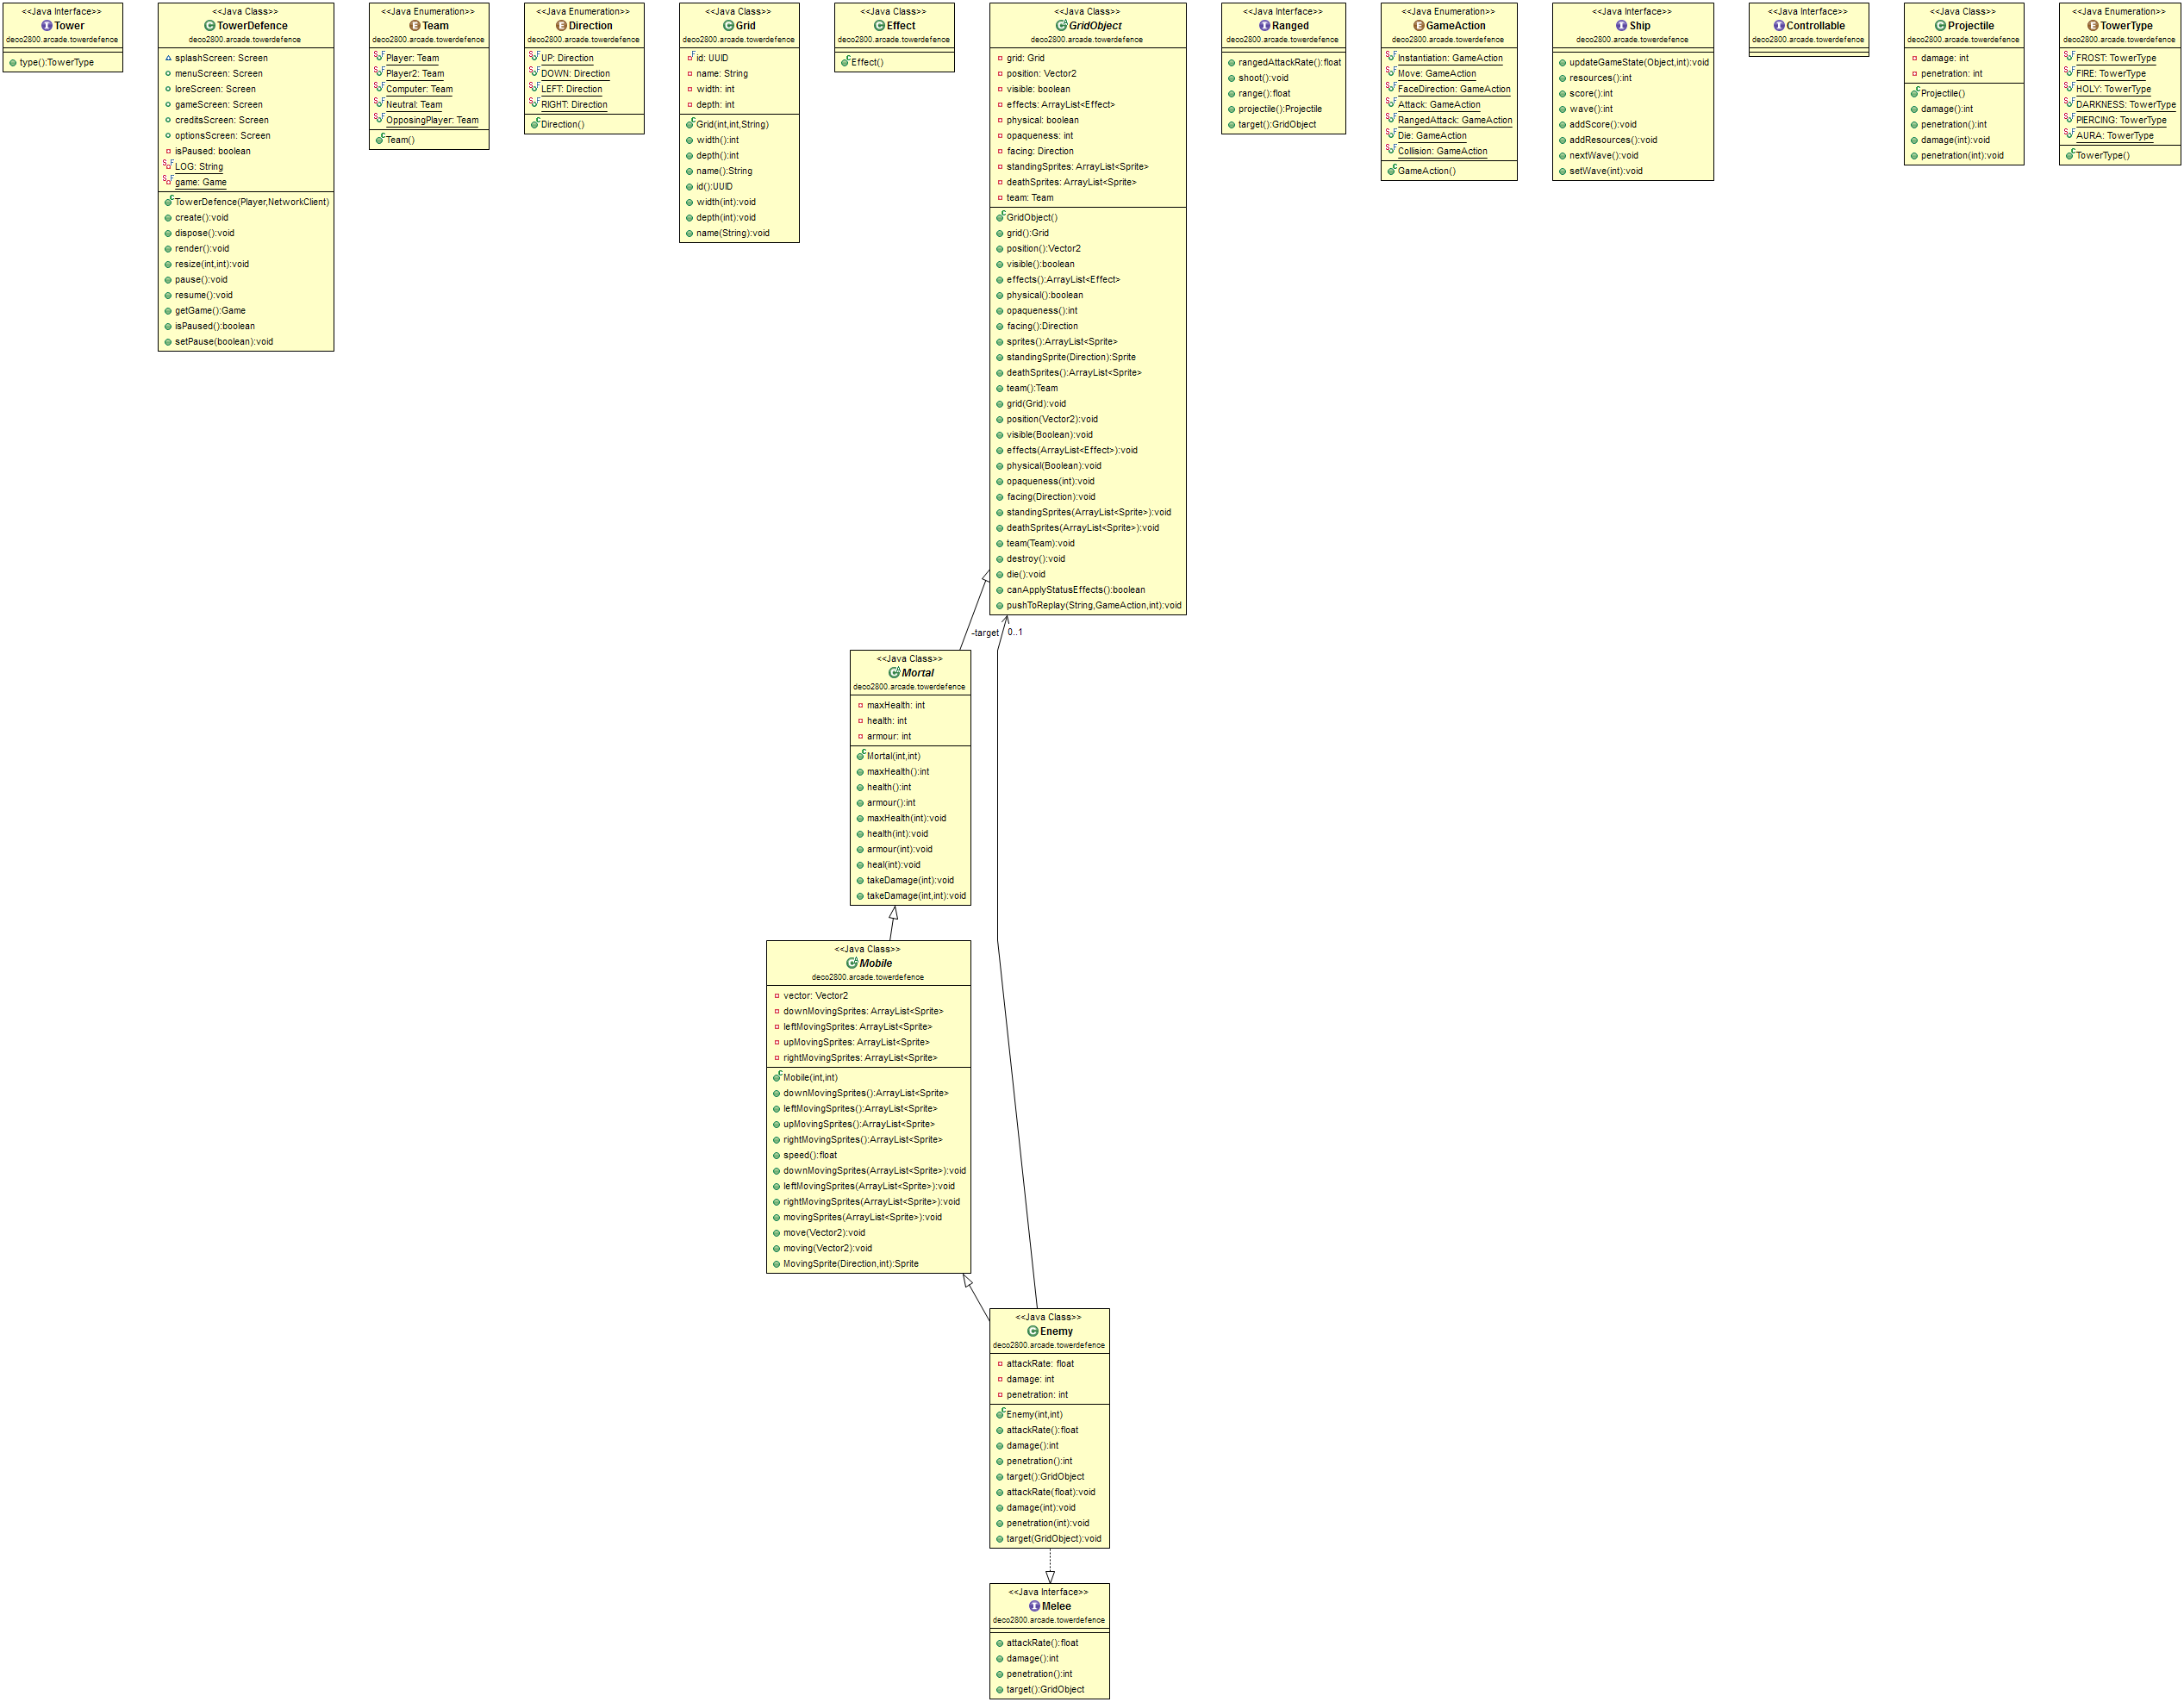 <<Java Interface>>
Tower
deco2800.arcade.towerdefence
type():TowerType
<<Java Class>>
TowerDefence
deco2800.arcade.towerdefence
splashScreen: Screen
menuScreen: Screen
loreScreen: Screen
gameScreen: Screen
creditsScreen: Screen
optionsScreen: Screen
isPaused: boolean
LOG: String
game: Game
TowerDefence(Player,NetworkClient)
create():void
dispose():void
render():void
resize(int,int):void
pause():void
resume():void
getGame():Game
isPaused():boolean
setPause(boolean):void
<<Java Enumeration>>
Team
deco2800.arcade.towerdefence
Player: Team
Player2: Team
Computer: Team
Neutral: Team
OpposingPlayer: Team
Team()
<<Java Enumeration>>
Direction
deco2800.arcade.towerdefence
UP: Direction
DOWN: Direction
LEFT: Direction
RIGHT: Direction
Direction()
<<Java Class>>
Grid
deco2800.arcade.towerdefence
id: UUID
name: String
width: int
depth: int
Grid(int,int,String)
width():int
depth():int
name():String
id():UUID
width(int):void
depth(int):void
name(String):void
<<Java Class>>
Effect
deco2800.arcade.towerdefence
Effect()
<<Java Class>>
GridObject
deco2800.arcade.towerdefence
grid: Grid
position: Vector2
visible: boolean
effects: ArrayList<Effect>
physical: boolean
opaqueness: int
facing: Direction
standingSprites: ArrayList<Sprite>
deathSprites: ArrayList<Sprite>
team: Team
GridObject()
grid():Grid
position():Vector2
visible():boolean
effects():ArrayList<Effect>
physical():boolean
opaqueness():int
facing():Direction
sprites():ArrayList<Sprite>
standingSprite(Direction):Sprite
deathSprites():ArrayList<Sprite>
team():Team
grid(Grid):void
position(Vector2):void
visible(Boolean):void
effects(ArrayList<Effect>):void
physical(Boolean):void
opaqueness(int):void
facing(Direction):void
standingSprites(ArrayList<Sprite>):void
deathSprites(ArrayList<Sprite>):void
team(Team):void
destroy():void
die():void
canApplyStatusEffects():boolean
pushToReplay(String,GameAction,int):void
<<Java Interface>>
Ranged
deco2800.arcade.towerdefence
rangedAttackRate():float
shoot():void
range():float
projectile():Projectile
target():GridObject
<<Java Enumeration>>
GameAction
deco2800.arcade.towerdefence
Instantiation: GameAction
Move: GameAction
FaceDirection: GameAction
Attack: GameAction
RangedAttack: GameAction
Die: GameAction
Collision: GameAction
GameAction()
<<Java Interface>>
Ship
deco2800.arcade.towerdefence
updateGameState(Object,int):void
resources():int
score():int
wave():int
addScore():void
addResources():void
nextWave():void
setWave(int):void
<<Java Interface>>
Controllable
deco2800.arcade.towerdefence
<<Java Class>>
Projectile
deco2800.arcade.towerdefence
damage: int
penetration: int
Projectile()
damage():int
penetration():int
damage(int):void
penetration(int):void
<<Java Enumeration>>
TowerType
deco2800.arcade.towerdefence
FROST: TowerType
FIRE: TowerType
HOLY: TowerType
DARKNESS: TowerType
PIERCING: TowerType
AURA: TowerType
TowerType()
-target 0..1
<<Java Class>>
Mortal
deco2800.arcade.towerdefence
maxHealth: int
health: int
armour: int
Mortal(int,int)
maxHealth():int
health():int
armour():int
maxHealth(int):void
health(int):void
armour(int):void
heal(int):void
takeDamage(int):void
takeDamage(int,int):void
<<Java Class>>
Mobile
deco2800.arcade.towerdefence
vector: Vector2
downMovingSprites: ArrayList<Sprite>
leftMovingSprites: ArrayList<Sprite>
upMovingSprites: ArrayList<Sprite>
rightMovingSprites: ArrayList<Sprite>
Mobile(int,int)
downMovingSprites():ArrayList<Sprite>
leftMovingSprites():ArrayList<Sprite>
upMovingSprites():ArrayList<Sprite>
rightMovingSprites():ArrayList<Sprite>
speed():float
downMovingSprites(ArrayList<Sprite>):void
leftMovingSprites(ArrayList<Sprite>):void
rightMovingSprites(ArrayList<Sprite>):void
movingSprites(ArrayList<Sprite>):void
move(Vector2):void
moving(Vector2):void
MovingSprite(Direction,int):Sprite
<<Java Class>>
Enemy
deco2800.arcade.towerdefence
attackRate: float
damage: int
penetration: int
Enemy(int,int)
attackRate():float
damage():int
penetration():int
target():GridObject
attackRate(float):void
damage(int):void
penetration(int):void
target(GridObject):void
<<Java Interface>>
Melee
deco2800.arcade.towerdefence
attackRate():float
damage():int
penetration():int
target():GridObject